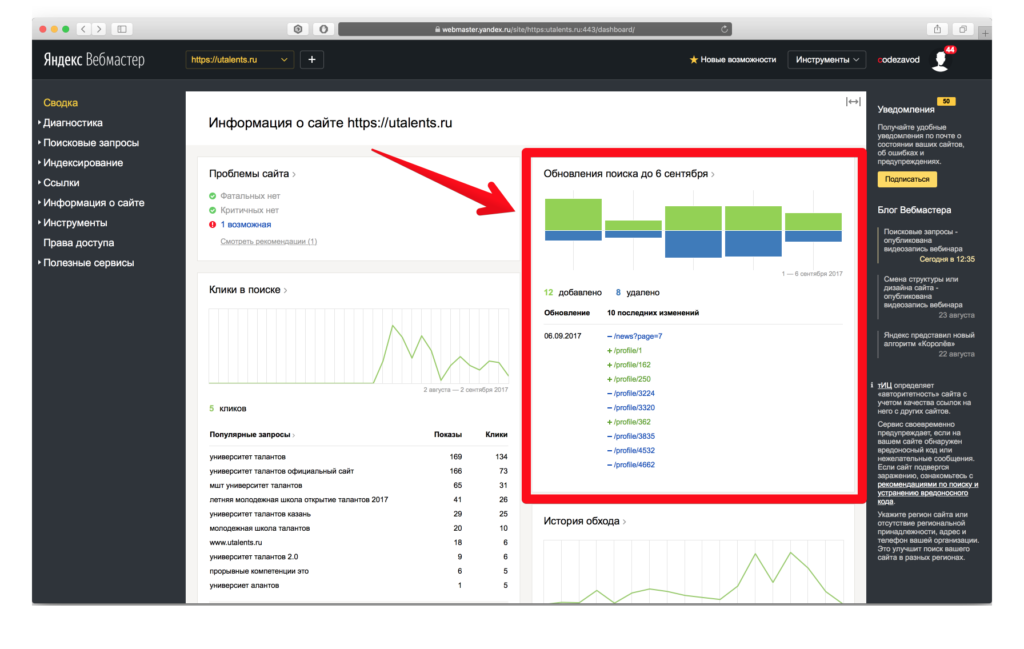 webmaster.yandex.ru/site/https:utalents.ru:443/dashboard/
Яндекс Вебмастер
https://utalents.ru
+
Новые возможности
Инструменты
codezavod
44
Сводка
Диагностика
Поисковые запросы
Индексирование
Ссылки
Информация о сайте
Инструменты
Права доступа
Полезные сервисы
Информация о сайте https://utalents.ru
Проблемы сайта ›
Фатальных нет
Критичных нет
1 возможная
Смотреть рекомендации (1)
Клики в поиске ›
2 августа — 2 сентября 2017
5 кликов
Популярные запросы › Показы Клики
университет талантов 169 134
университет талантов официальный сайт 166 73
мшт университет талантов 65 31
летняя молодежная школа открытие талантов 2017 41 26
университет талантов казань 29 25
молодежная школа талантов 20 10
www.utalents.ru 18 6
университет талантов 2.0 9 6
прорывные компетенции это 6 5
универсиет алантов 1 5
Обновления поиска до 6 сентября ›
1 — 6 сентября 2017
12 добавлено 8 удалено
Обновление 10 последних изменений
06.09.2017 − /news?page=7
+ /profile/1
+ /profile/162
+ /profile/250
− /profile/3224
− /profile/3320
+ /profile/362
− /profile/3835
− /profile/4532
− /profile/4662
История обхода ›
Уведомления 50
Получайте удобные
уведомления по почте о
состоянии ваших сайтов,
об ошибках и
предупреждениях.
Подписаться
Блог Вебмастера
Поисковые запросы -
опубликована
видеозапись вебинара
Сегодня в 12:35
Смена структуры или
дизайна сайта -
опубликована
видеозапись вебинара
23 августа
Яндекс представил новый
алгоритм «Королёв»
22 августа
тИЦ определяет
«авторитетность» сайта с
учетом качества ссылок на
него с других сайтов.
Сервис своевременно
предупреждает, если на
вашем сайте обнаружен
вредоносный код или
нежелательные сообщения.
Если сайт подвергся
заражению, ознакомьтесь с
рекомендациями по поиску и
устранению вредоносного
кода.
Укажите регион сайта или
отсутствие региональной
принадлежности, адрес и
телефон вашей организации.
Это улучшит поиск вашего
сайта в разных регионах.